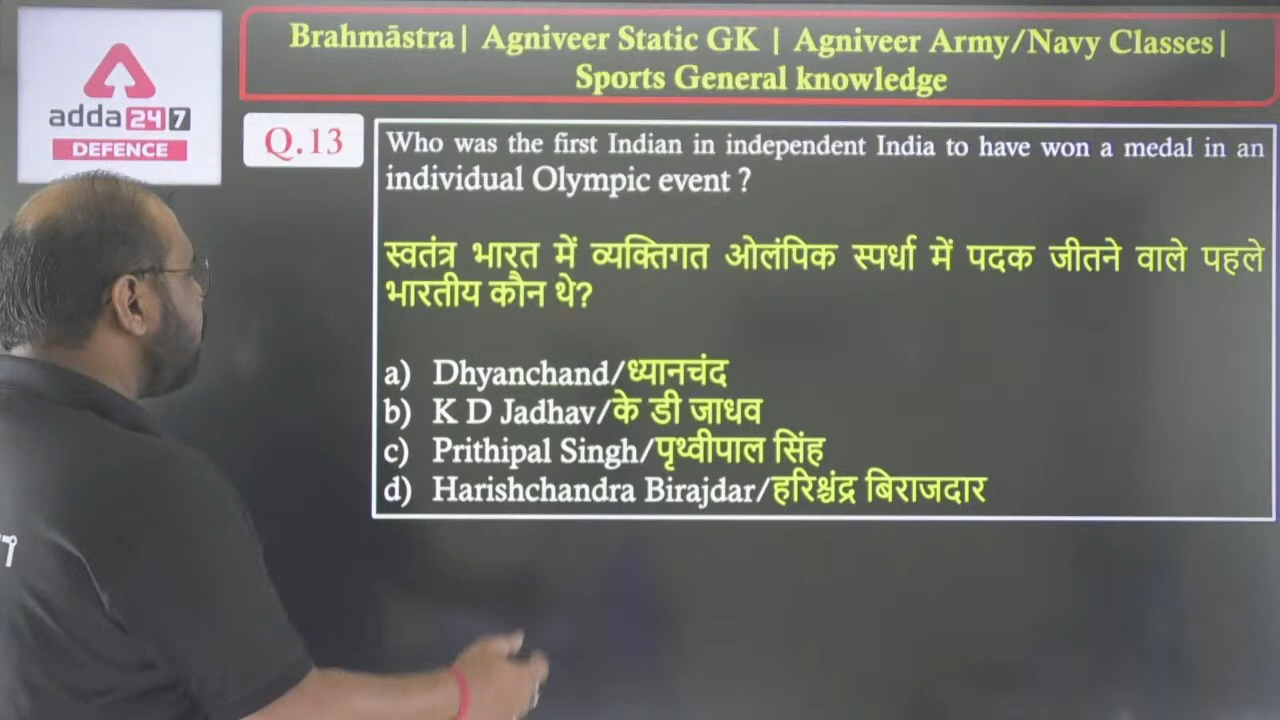 Brahmāstra| Agniveer Static GK | Agniveer Army/Navy Classes|
Sports General knowledge
adda 247
DEFENCE
Q.13
Who was the first Indian in independent India to have won a medal in an
individual Olympic event ?
स्वतंत्र भारत में व्यक्तिगत ओलंपिक स्पर्धा में पदक जीतने वाले पहले
भारतीय कौन थे?
a) Dhyanchand/ध्यानचंद
b) K D Jadhav/के डी जाधव
c) Prithipal Singh/पृथ्वीपाल सिंह
d) Harishchandra Birajdar/हरिश्चंद्र बिराजदार